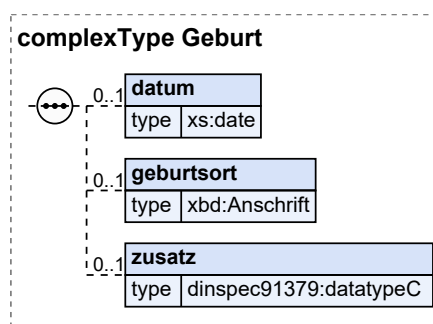 complexType Geburt
0..1 datum
type xs:date
0..1 geburtsort
type xbd:Anschrift
0..1 zusatz
type dinspec91379:datatypeC